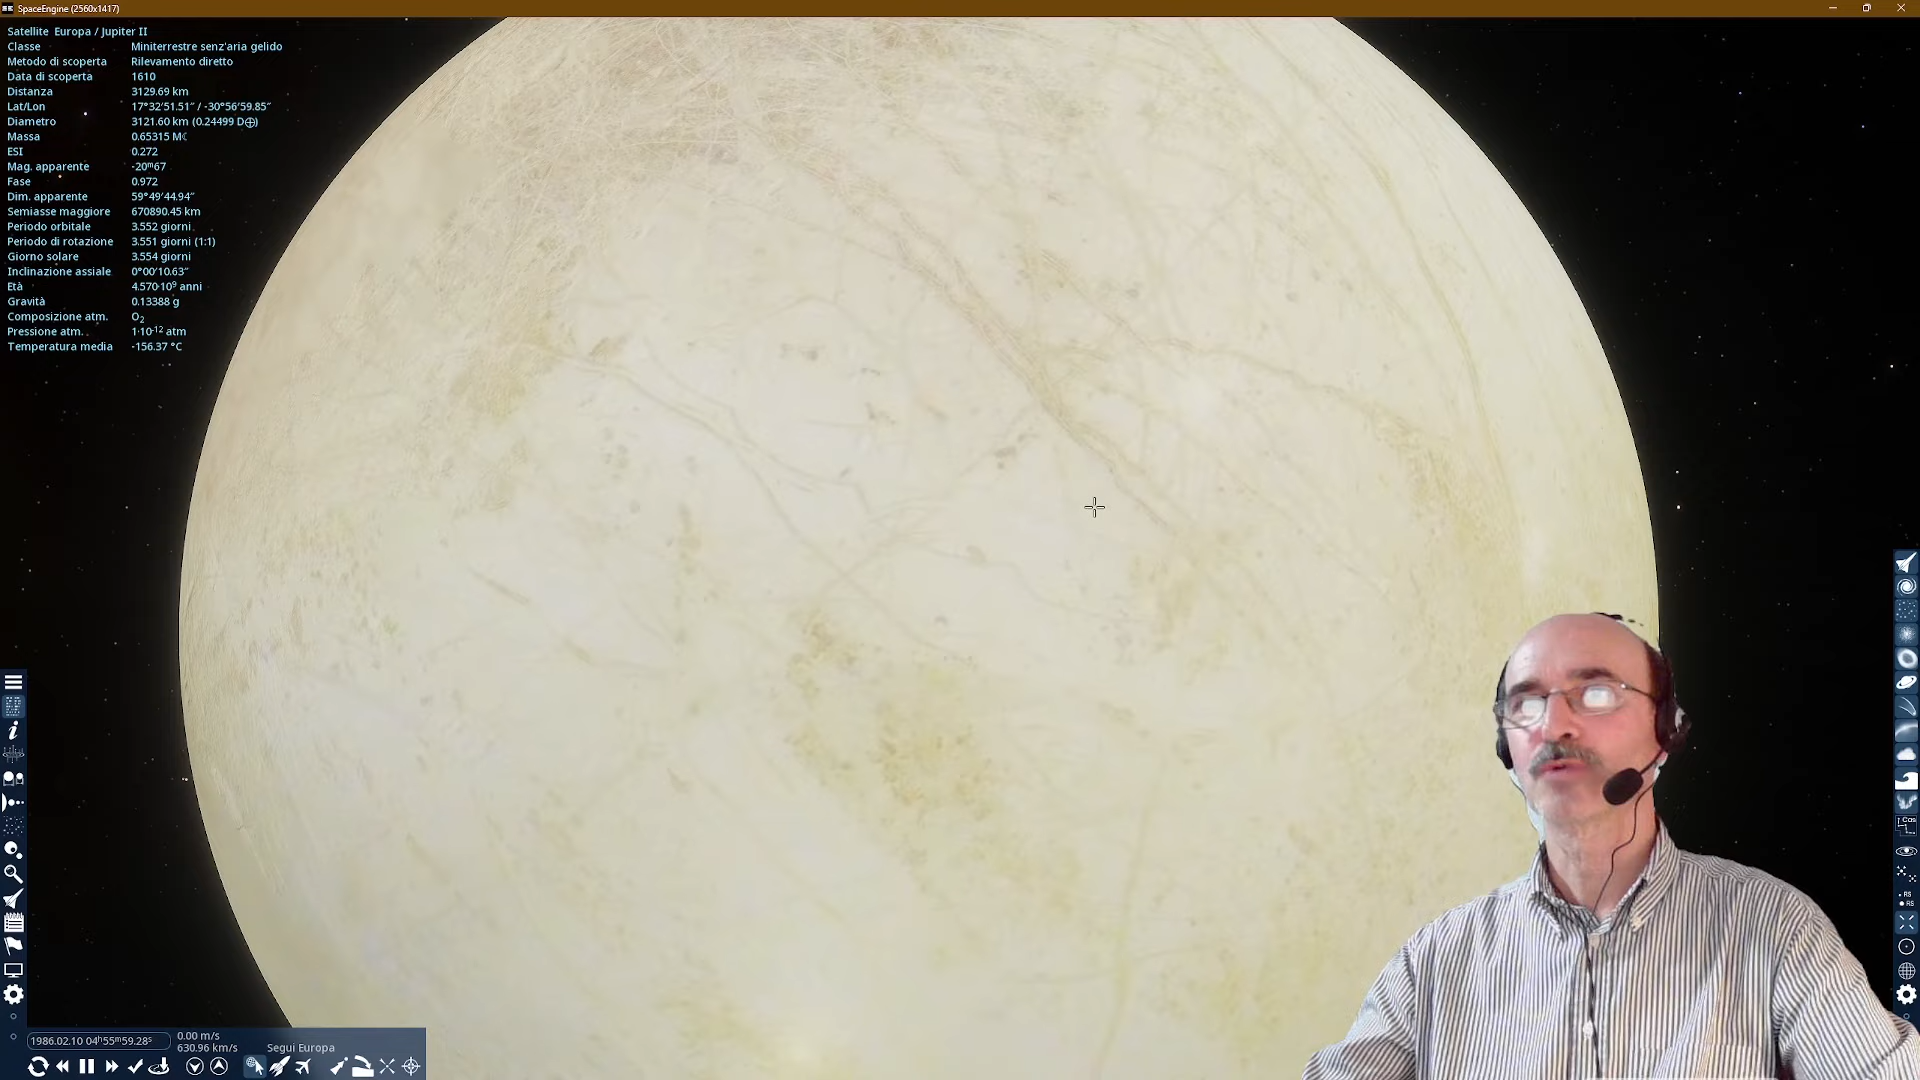 SpaceEngine (2560x1417)
Satellite Europa / Jupiter II
Classe Miniterrestre senz'aria gelido
Metodo di scoperta Rilevamento diretto
Data di scoperta 1610
Distanza 3129.69 km
Lat/Lon 17°32'51.51" / -30°56'59.85"
Diametro 3121.60 km (0.24499 D⊕)
Massa 0.65315 M☾
ESI 0.272
Mag. apparente -20ᵐ67
Fase 0.972
Dim. apparente 59°49'44.94"
Semiasse maggiore 670890.45 km
Periodo orbitale 3.552 giorni
Periodo di rotazione 3.551 giorni (1:1)
Giorno solare 3.554 giorni
Inclinazione assiale 0°00'10.63"
Età 4.570·10⁹ anni
Gravità 0.13388 g
Composizione atm. O₂
Pressione atm. 1·10⁻¹² atm
Temperatura media -156.37 °C
Cos
RS
RS
1986.02.10 04ʰ55ᵐ59.28ˢ
0.00 m/s
630.96 km/s
Segui Europa